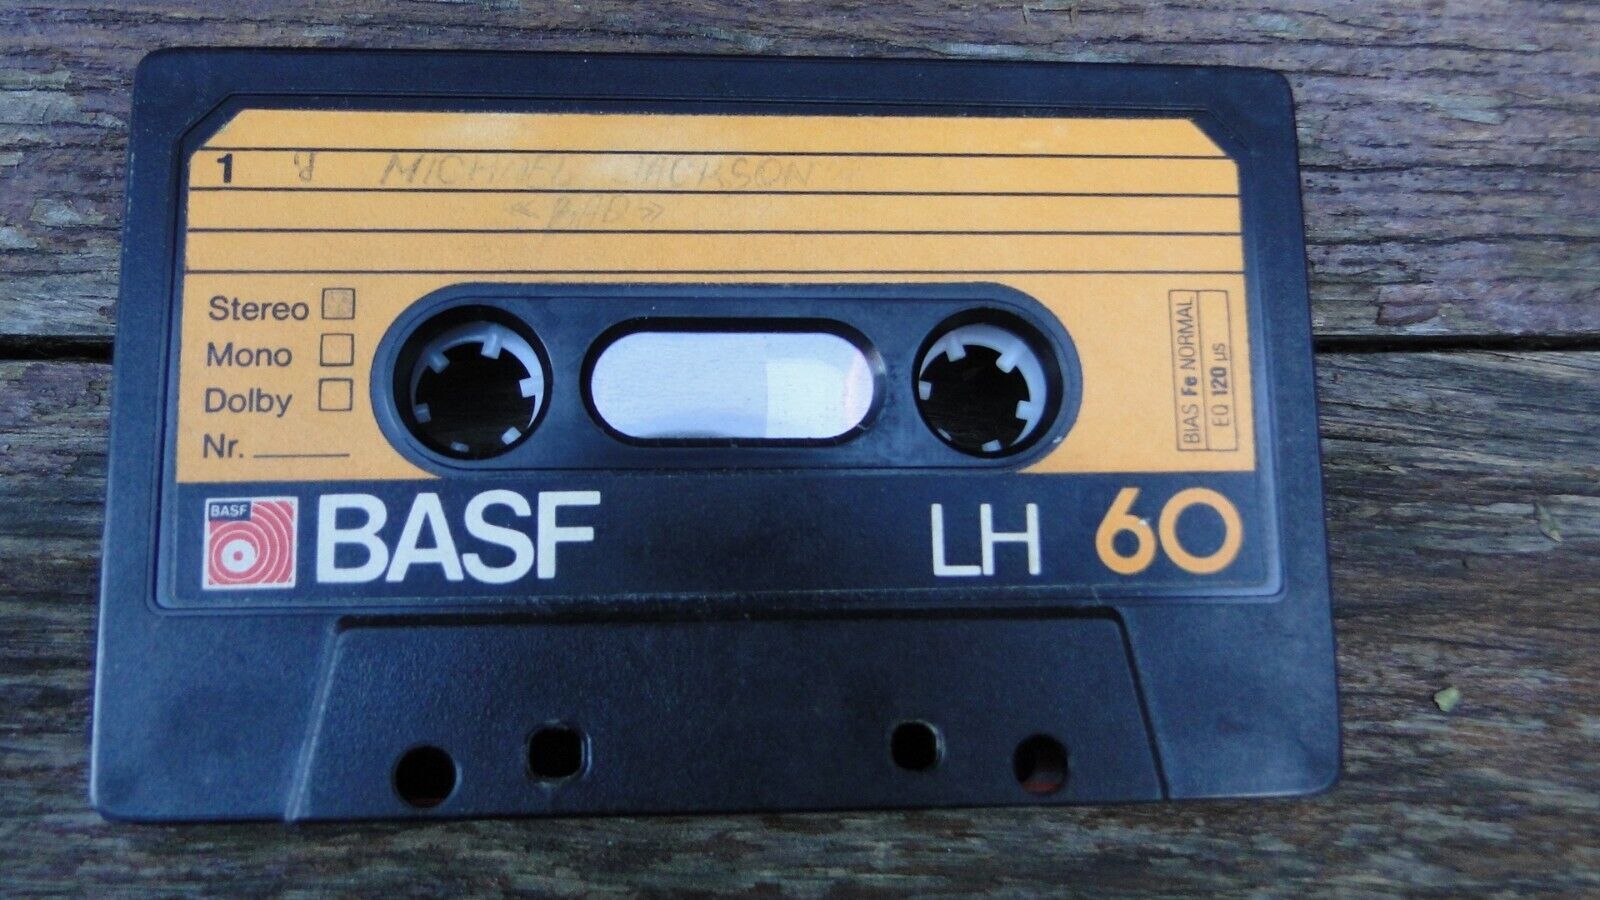 1 MICHAEL JACKSON
« BAD »
Stereo
Mono
Dolby
Nr.
BIAS Fe NORMAL
EQ 120 µs
BASF
BASF
LH 60